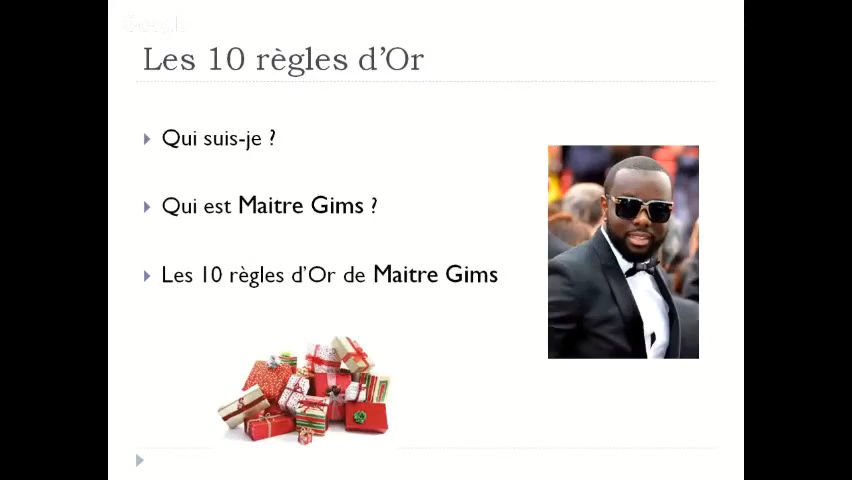 Les 10 règles d'Or
Qui suis-je ?
Qui est Maitre Gims ?
Les 10 règles d'Or de Maitre Gims